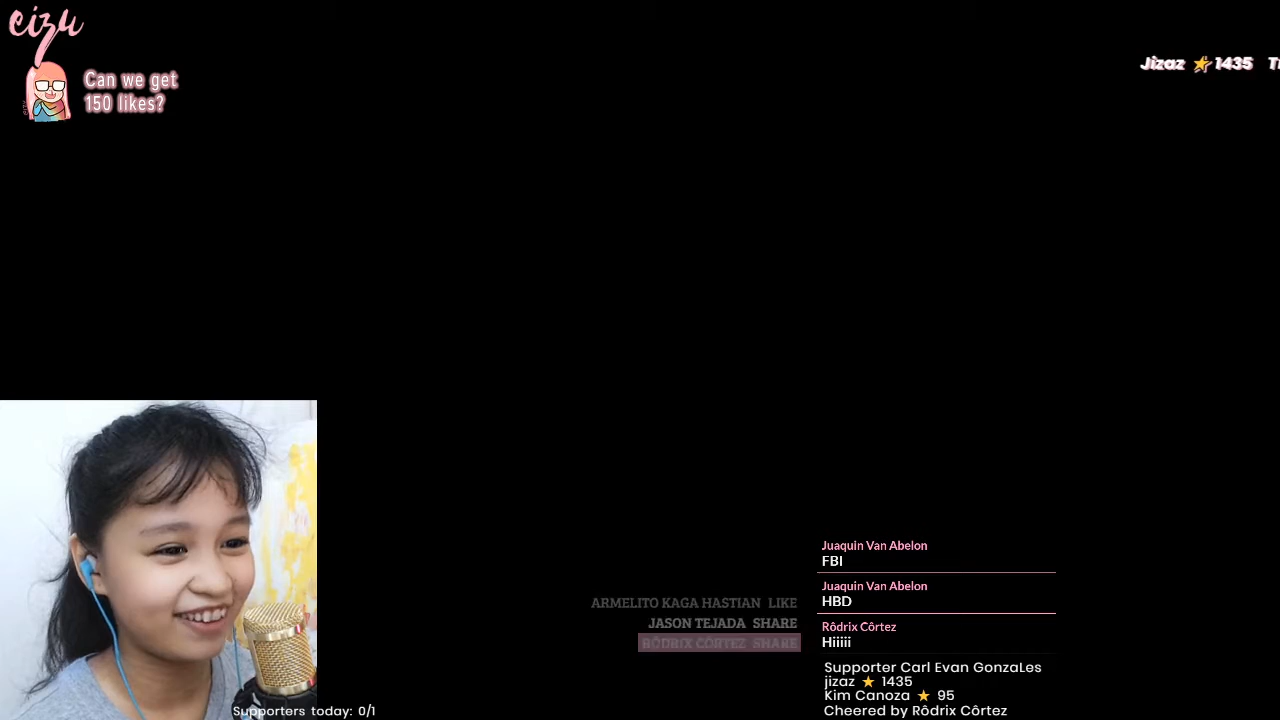 eizu
Can we get
150 likes?
Jizaz ⭐1435
Juaquin Van Abelon
FBI
Juaquin Van Abelon
HBD
Rôdrix Côrtez
Hiiiii
ARMELITO KAGA HASTIAN LIKE
JASON TEJADA SHARE
RÔDRIX CÔRTEZ SHARE
Supporter Carl Evan GonzaLes
jizaz ⭐ 1435
Kim Canoza ⭐ 95
Cheered by Rôdrix Côrtez
Supporters today: 0/1